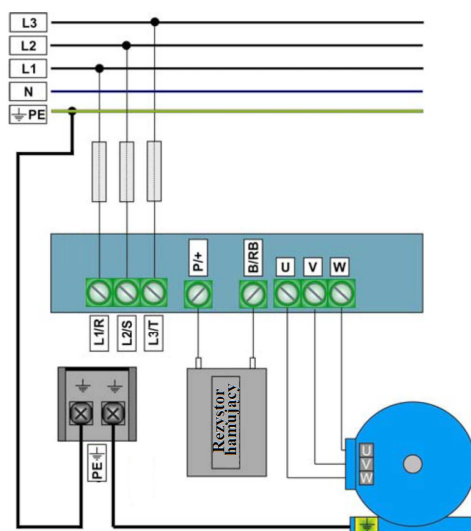 L3
L2
L1
N
PE
P/+
B/RB
U
V
W
L1/R
L2/S
L3/T
Rezystor
hamujący
PE
U
V
W